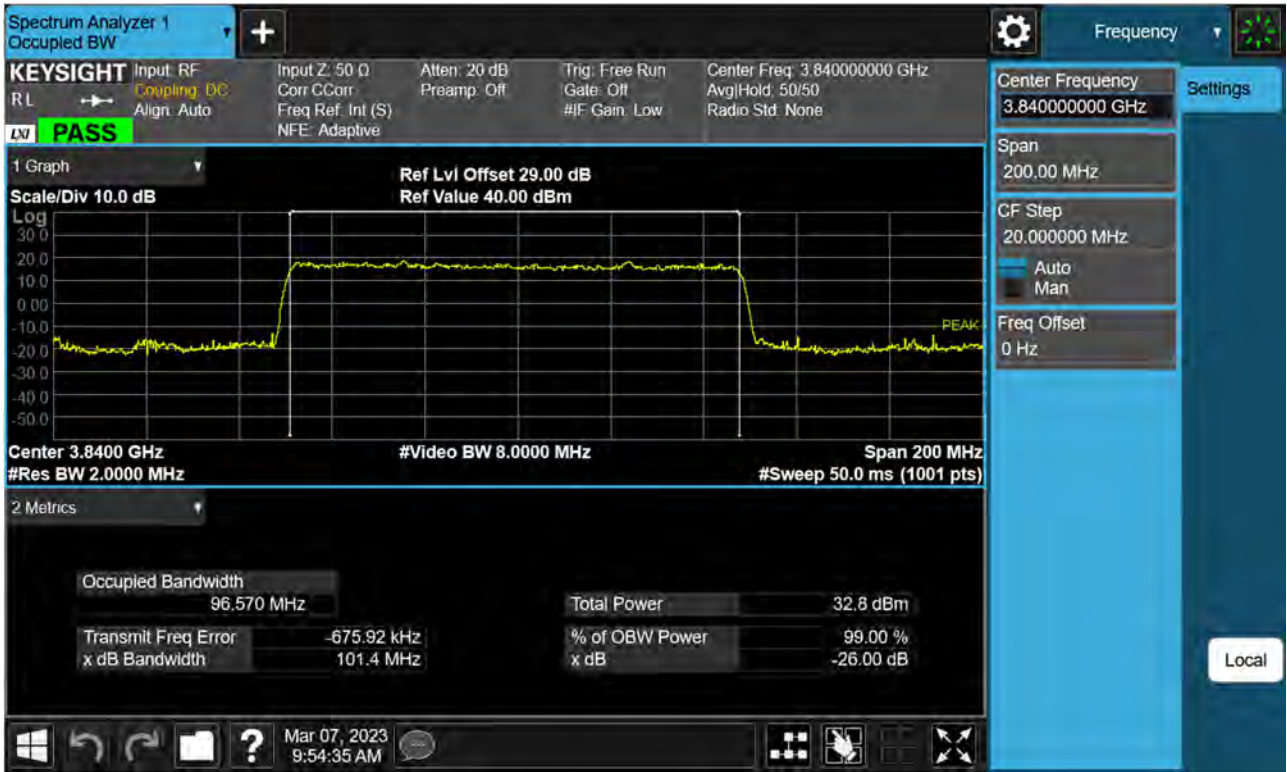 Spectrum Analyzer 1
Occupied BW
Frequency
KEYSIGHT
R L
LXI
PASS
Input: RF
Coupling: DC
Align: Auto
Input Z: 50 Ω
Corr CCorr
Freq Ref: Int (S)
NFE: Adaptive
Atten: 20 dB
Preamp: Off
Trig: Free Run
Gate: Off
#IF Gain: Low
Center Freq: 3.840000000 GHz
Avg|Hold: 50/50
Radio Std: None
Center Frequency
3.840000000 GHz
Settings
Span
200.00 MHz
CF Step
20.000000 MHz
Auto
Man
Freq Offset
0 Hz
Local
1 Graph
Scale/Div 10.0 dB
Ref Lvl Offset 29.00 dB
Ref Value 40.00 dBm
Log
30.0
20.0
10.0
0.00
-10.0
-20.0
-30.0
-40.0
-50.0
PEAK
Center 3.8400 GHz
#Video BW 8.0000 MHz
Span 200 MHz
#Res BW 2.0000 MHz
#Sweep 50.0 ms (1001 pts)
2 Metrics
Occupied Bandwidth
96.570 MHz
Total Power 32.8 dBm
Transmit Freq Error -675.92 kHz
% of OBW Power 99.00 %
x dB Bandwidth 101.4 MHz
x dB -26.00 dB
?
Mar 07, 2023
9:54:35 AM